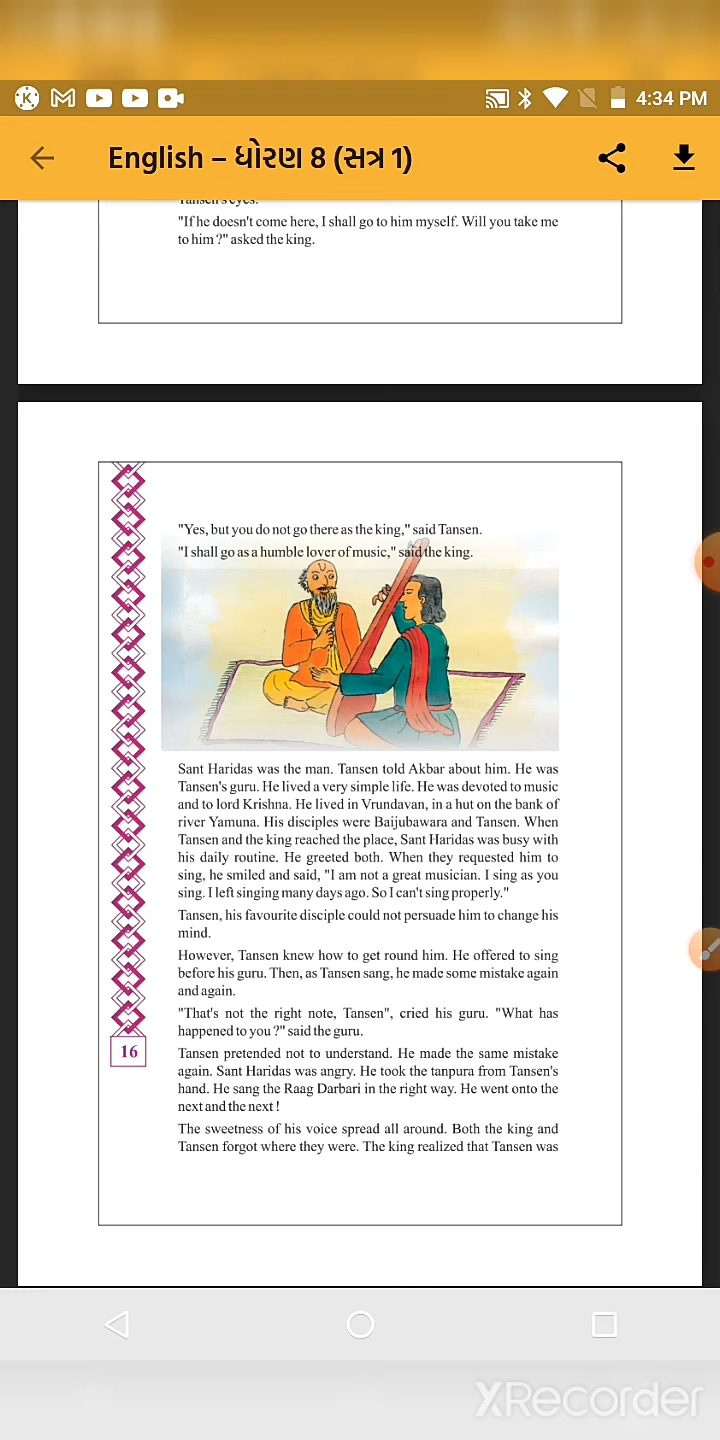 4:34 PM
English – ધોરણ 8 (સત્ર 1)
Tansen's eyes.
"If he doesn't come here, I shall go to him myself. Will you take me
to him ?" asked the king.
"Yes, but you do not go there as the king," said Tansen.
"I shall go as a humble lover of music," said the king.
Sant Haridas was the man. Tansen told Akbar about him. He was
Tansen's guru. He lived a very simple life. He was devoted to music
and to lord Krishna. He lived in Vrundavan, in a hut on the bank of
river Yamuna. His disciples were Baijubawara and Tansen. When
Tansen and the king reached the place, Sant Haridas was busy with
his daily routine. He greeted both. When they requested him to
sing, he smiled and said, "I am not a great musician. I sing as you
sing. I left singing many days ago. So I can't sing properly."
Tansen, his favourite disciple could not persuade him to change his
mind.
However, Tansen knew how to get round him. He offered to sing
before his guru. Then, as Tansen sang, he made some mistake again
and again.
"That's not the right note, Tansen", cried his guru. "What has
happened to you ?" said the guru.
16
Tansen pretended not to understand. He made the same mistake
again. Sant Haridas was angry. He took the tanpura from Tansen's
hand. He sang the Raag Darbari in the right way. He went onto the
next and the next !
The sweetness of his voice spread all around. Both the king and
Tansen forgot where they were. The king realized that Tansen was
XRecorder